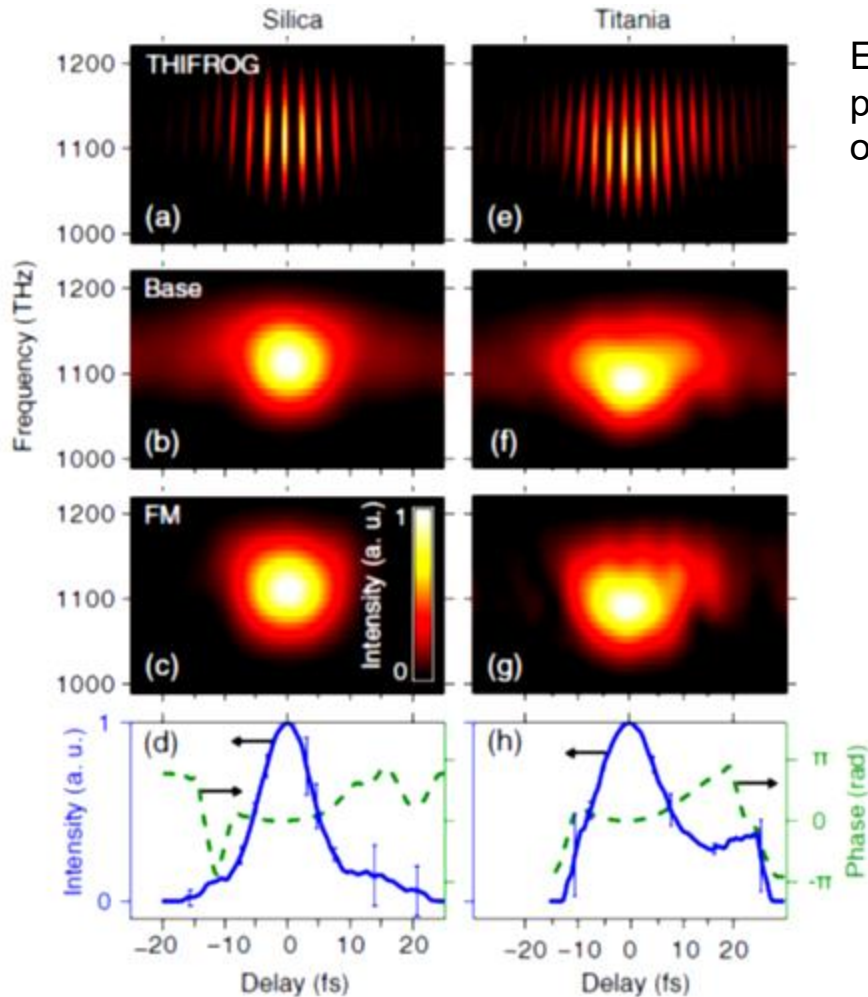 Silica Titania
THIFROG
1200
1100
1000
(a) (e)
Base
1200
1100
1000
(b) (f)
Frequency (THz)
FM
1200
1100
1000
(c) (g)
Intensity (a. u.)
1
0
(d) (h)
1
0
Intensity (a. u.)
π
0
-π
Phase (rad)
-20 -10 0 10 20 -20 -10 0 10 20
Delay (fs) Delay (fs)
E
p
o